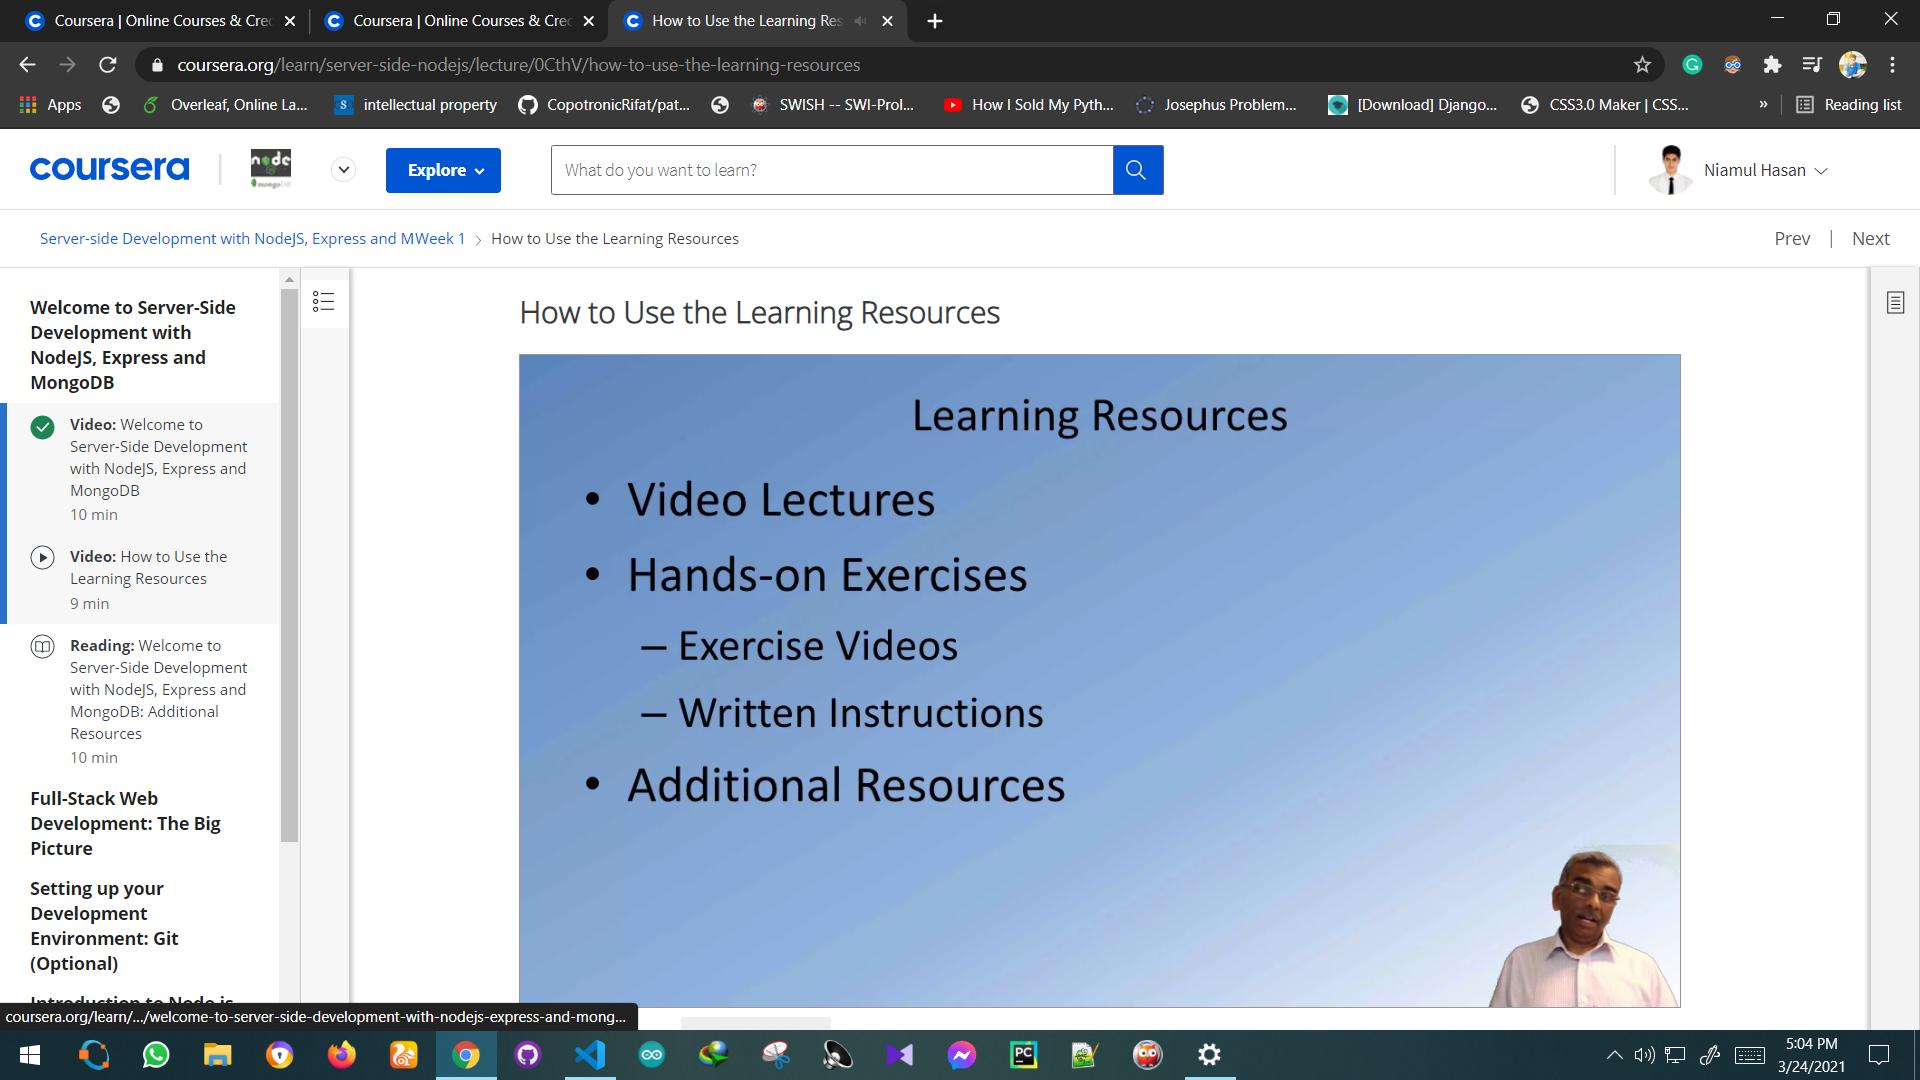 Coursera | Online Courses & Cre
Coursera | Online Courses & Cre
How to Use the Learning Res
coursera.org/learn/server-side-nodejs/lecture/0CthV/how-to-use-the-learning-resources
Apps
Overleaf, Online La...
intellectual property
CopotronicRifat/pat...
SWISH -- SWI-Prol...
How I Sold My Pyth...
Josephus Problem...
[Download] Django...
CSS3.0 Maker | CSS...
»
Reading list
coursera
node
mongoDB
Explore
What do you want to learn?
Niamul Hasan
Server-side Development with NodeJS, Express and MWeek 1
How to Use the Learning Resources
Prev | Next
Welcome to Server-Side
Development with
NodeJS, Express and
MongoDB
Video: Welcome to
Server-Side Development
with NodeJS, Express and
MongoDB
10 min
Video: How to Use the
Learning Resources
9 min
Reading: Welcome to
Server-Side Development
with NodeJS, Express and
MongoDB: Additional
Resources
10 min
Full-Stack Web
Development: The Big
Picture
Setting up your
Development
Environment: Git
(Optional)
Introduction to Node.js
How to Use the Learning Resources
Learning Resources
• Video Lectures
• Hands-on Exercises
– Exercise Videos
– Written Instructions
• Additional Resources
coursera.org/learn/.../welcome-to-server-side-development-with-nodejs-express-and-mong...
PC
5:04 PM
3/24/2021